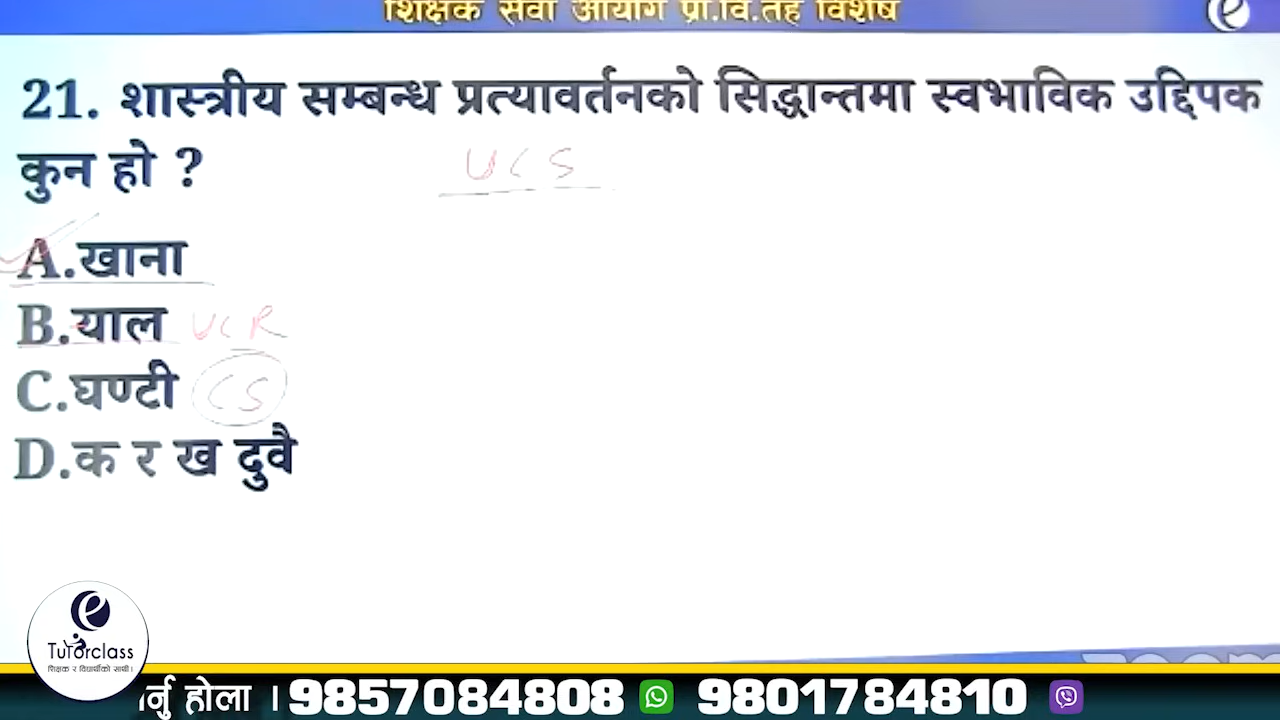 शिक्षक सेवा आयोग प्रा.वि.तह विशेष
21. शास्त्रीय सम्बन्ध प्रत्यावर्तनको सिद्धान्तमा स्वभाविक उद्दिपक
कुन हो ?
UCS
A.खाना
B.याल UCR
C.घण्टी CS
D.क र ख दुवै
zoom
e
Tutorclass
शिक्षक र विद्यार्थीको साथी।
र्नु होला । 9857084808 9801784810